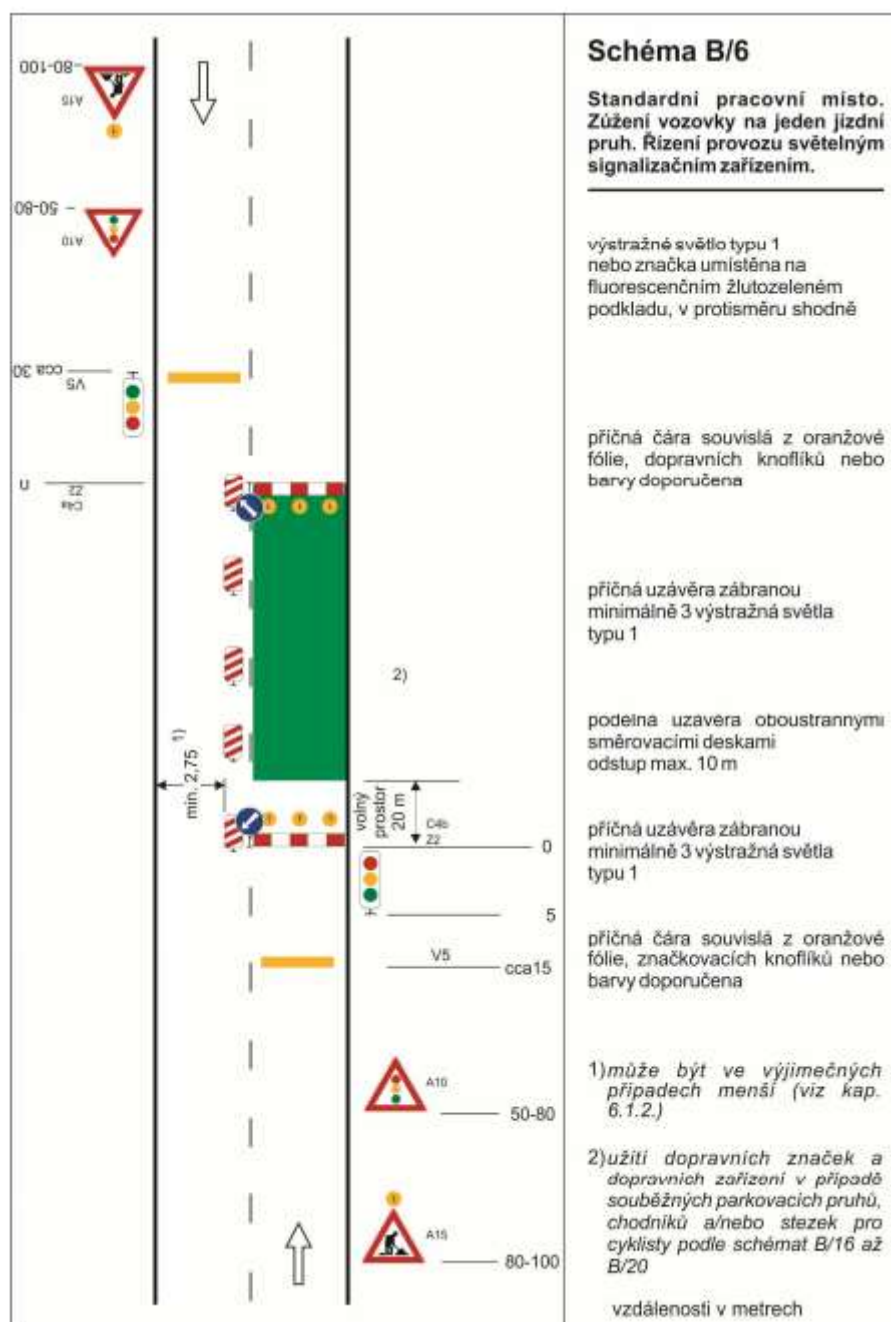 Schéma B/6
Standardní pracovní místo.
Zúžení vozovky na jeden jízdní
pruh. Řízení provozu světelným
signalizačním zařízením.
výstražné světlo typu 1
nebo značka umístěna na
fluorescenčním žlutozeleném
podkladu, v protisměru shodně
příčná čára souvislá z oranžové
fólie, dopravních knoflíků nebo
barvy doporučena
příčná uzávěra zábranou
minimálně 3 výstražná světla
typu 1
podélná uzávěra oboustrannými
směrovacími deskami
odstup max. 10 m
příčná uzávěra zábranou
minimálně 3 výstražná světla
typu 1
příčná čára souvislá z oranžové
fólie, značkovacích knoflíků nebo
barvy doporučena
1) může být ve výjimečných
případech menší (viz kap.
6.1.2.)
2) užití dopravních značek a
dopravních zařízení v případě
souběžných parkovacích pruhů,
chodníků a/nebo stezek pro
cyklisty podle schémat B/16 až
B/20
vzdálenosti v metrech
80-100
A15
50-80
A10
cca 30
V5
n
Z2
C4a
2)
1)
min. 2,75
volný
prostor
20 m
C4b
Z2
0
5
V5
cca15
A10
50-80
A15
80-100